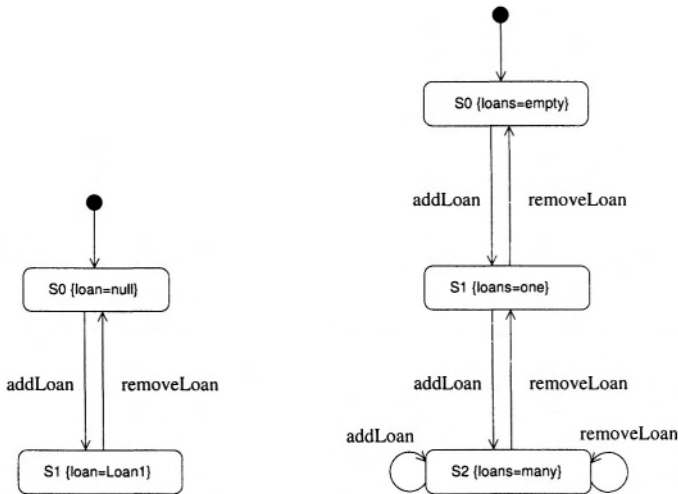 S0 {loan=null}
addLoan
removeLoan
S1 {loan=Loan1}
S0 {loans=empty}
addLoan
removeLoan
S1 {loans=one}
addLoan
removeLoan
addLoan
removeLoan
S2 {loans=many}